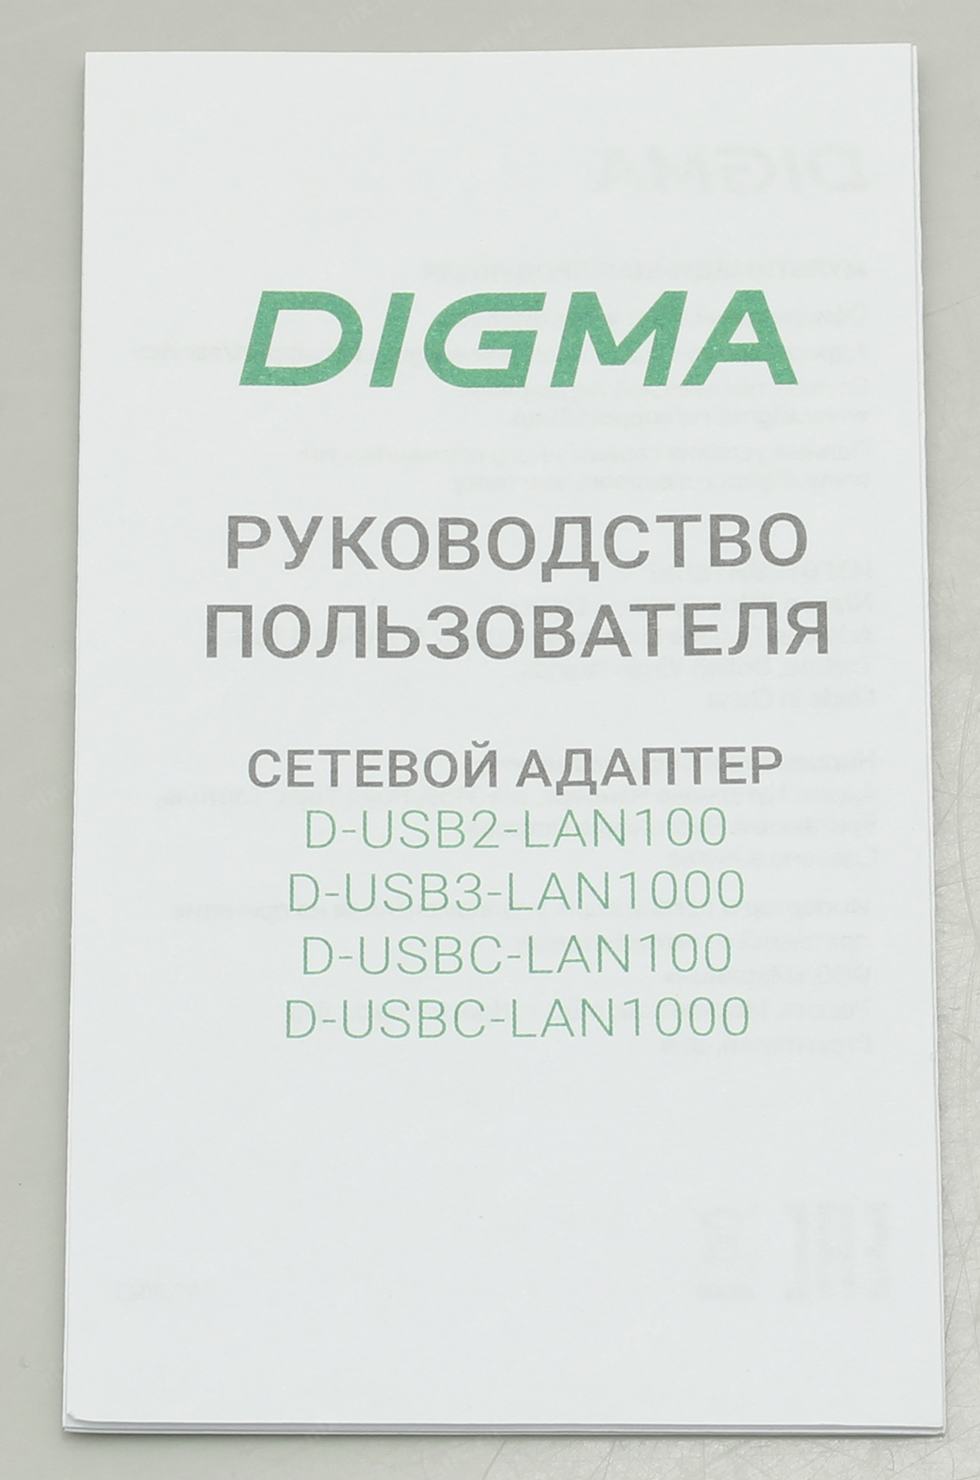 DIGMA
РУКОВОДСТВО
ПОЛЬЗОВАТЕЛЯ
СЕТЕВОЙ АДАПТЕР
D-USB2-LAN100
D-USB3-LAN1000
D-USBC-LAN100
D-USBC-LAN1000